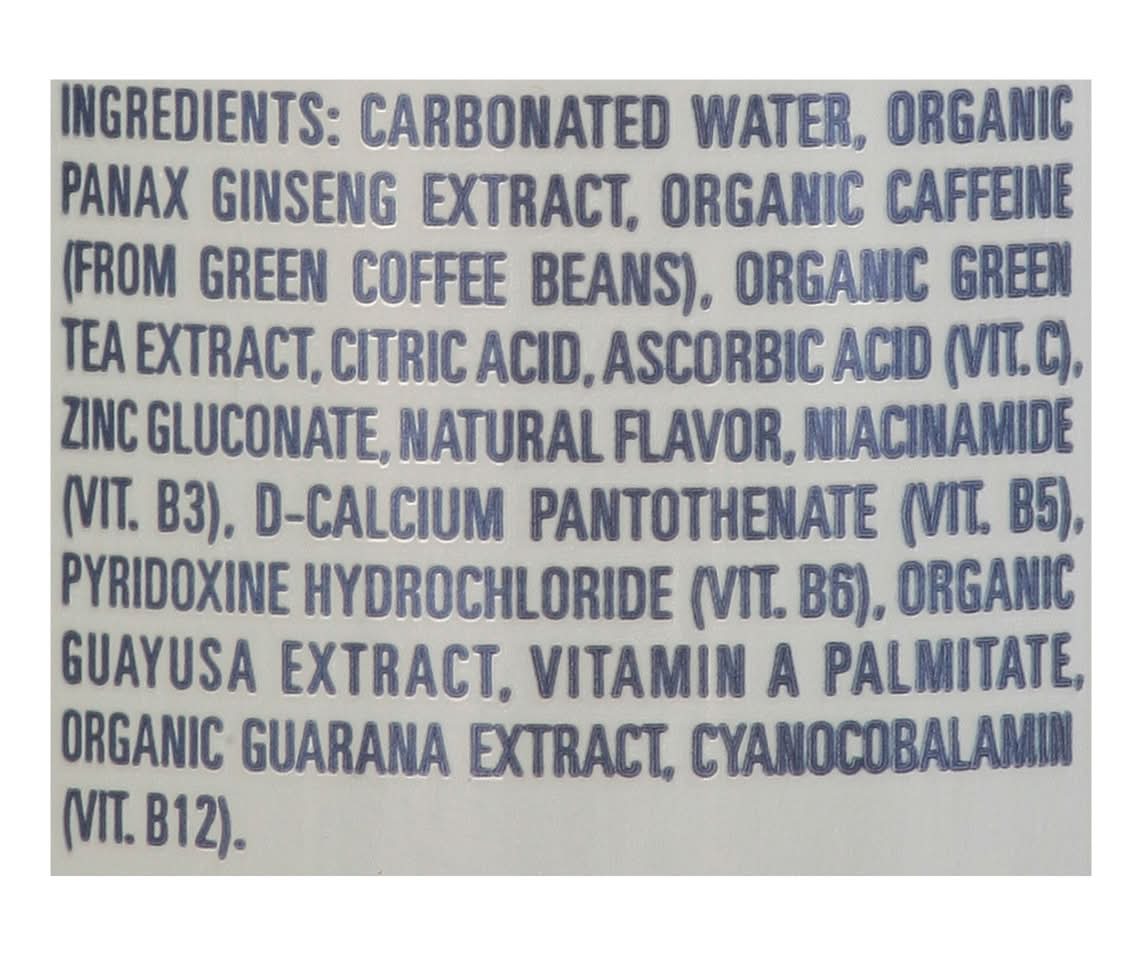 INGREDIENTS: CARBONATED WATER, ORGANIC
PANAX GINSENG EXTRACT, ORGANIC CAFFEINE
(FROM GREEN COFFEE BEANS), ORGANIC GREEN
TEA EXTRACT, CITRIC ACID, ASCORBIC ACID (VIT. C),
ZINC GLUCONATE, NATURAL FLAVOR, NIACINAMIDE
(VIT. B3), D-CALCIUM PANTOTHENATE (VIT. B5),
PYRIDOXINE HYDROCHLORIDE (VIT. B6), ORGANIC
GUAYUSA EXTRACT, VITAMIN A PALMITATE,
ORGANIC GUARANA EXTRACT, CYANOCOBALAMIN
(VIT. B12).